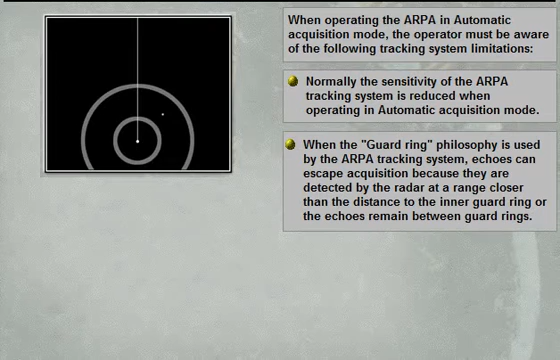 When operating the ARPA in Automatic
acquisition mode, the operator must be aware
of the following tracking system limitations:
Normally the sensitivity of the ARPA
tracking system is reduced when
operating in Automatic acquisition mode.
When the "Guard ring" philosophy is used
by the ARPA tracking system, echoes can
escape acquisition because they are
detected by the radar at a range closer
than the distance to the inner guard ring or
the echoes remain between guard rings.